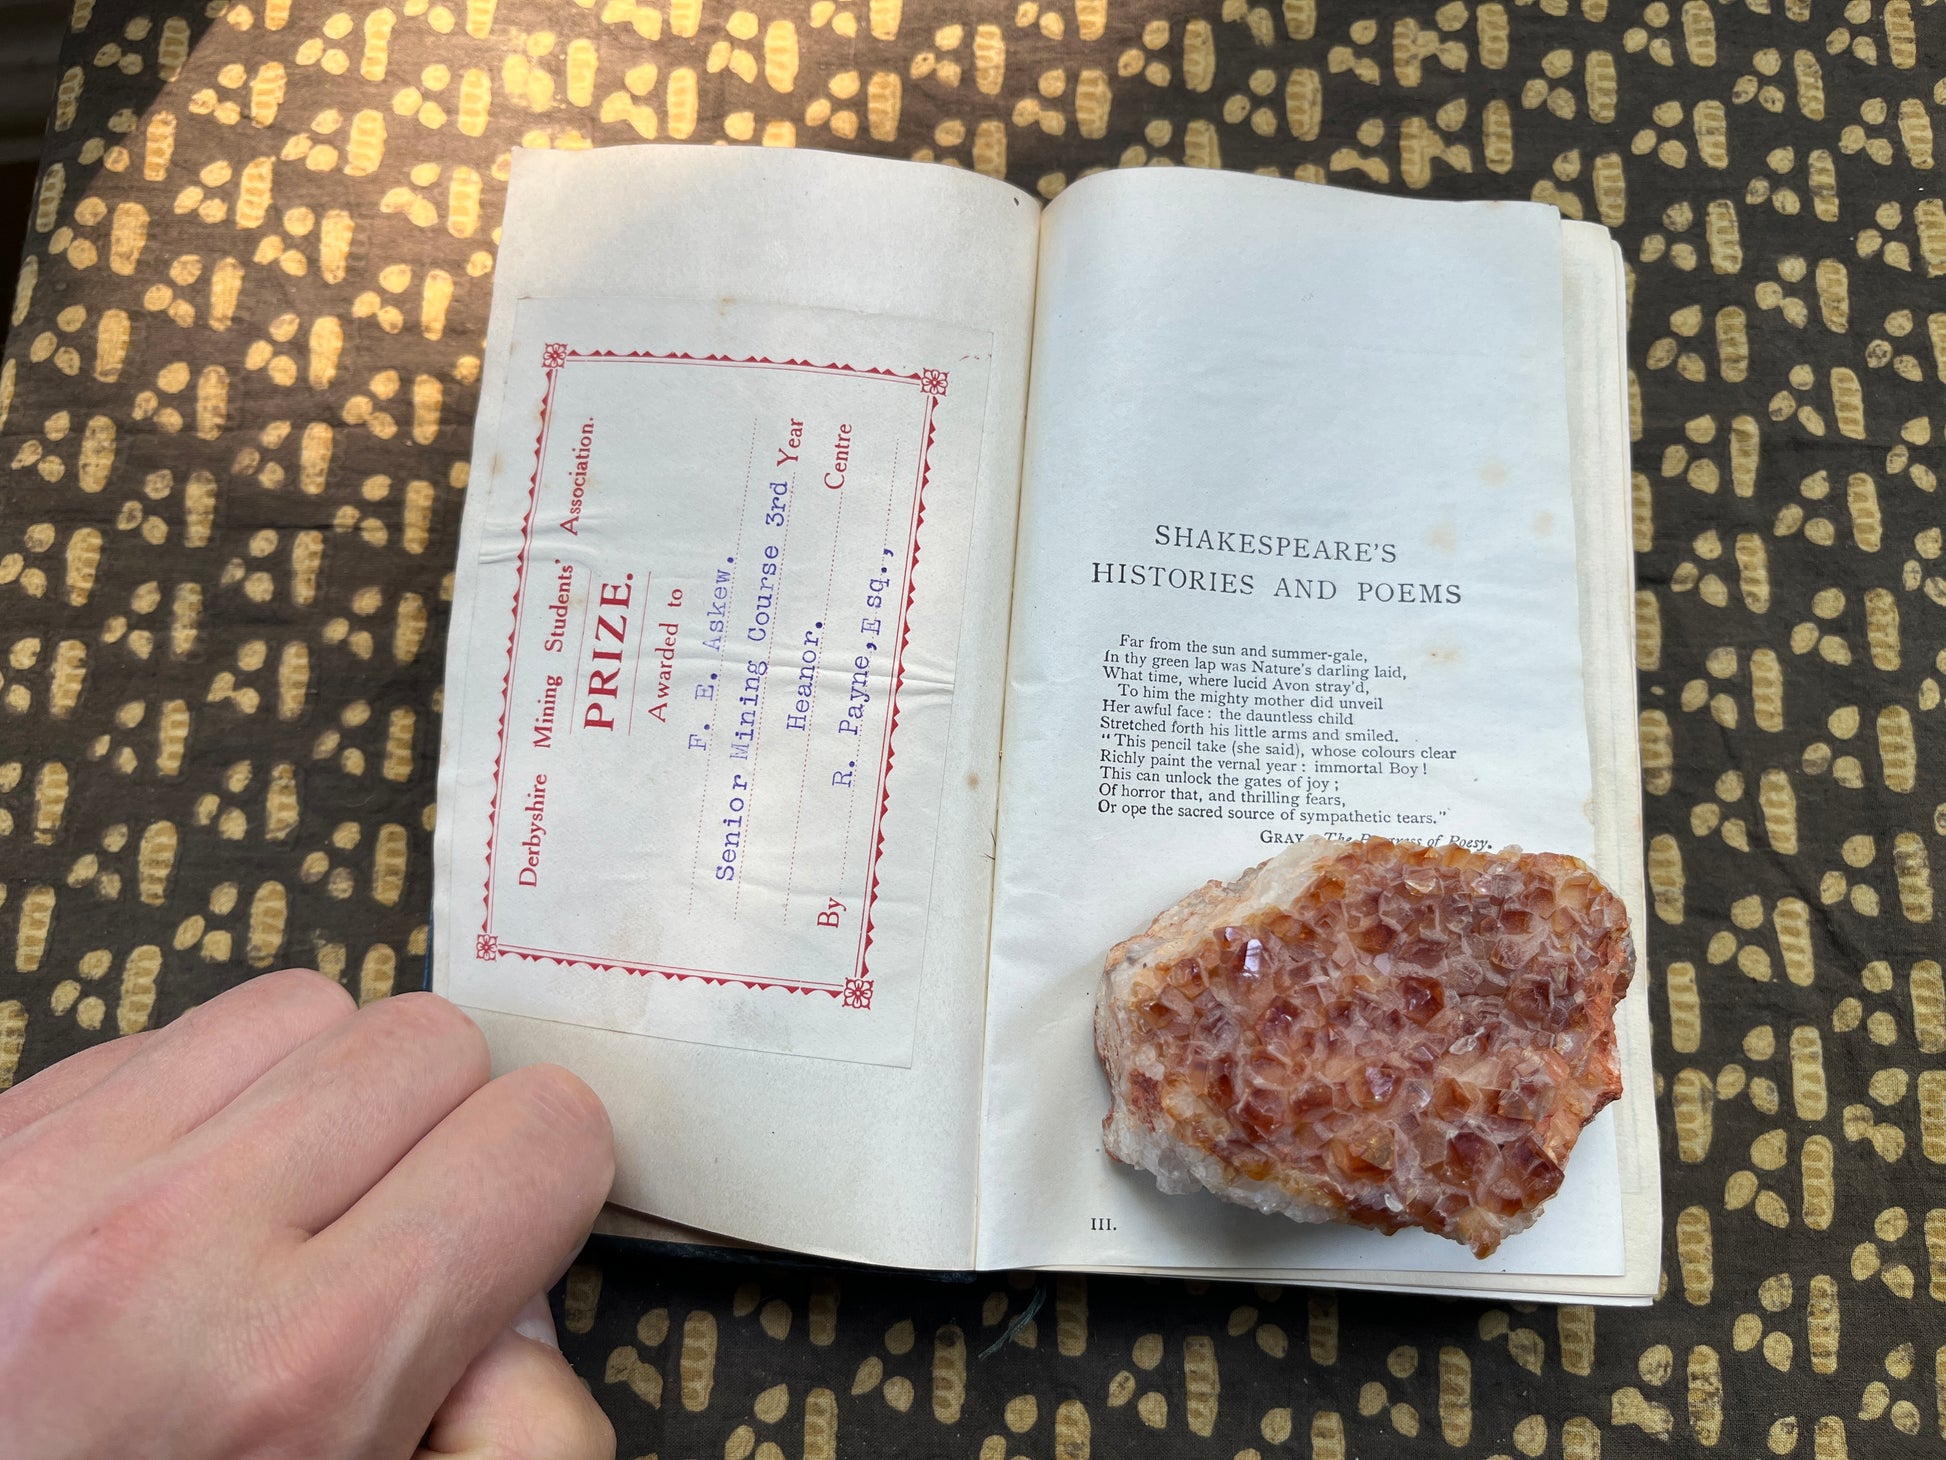 Derbyshire Mining Students' Association.
PRIZE.
Awarded to
F. E. Askew.
Senior Mining Course 3rd Year
Heanor. Centre
By R. Payne, Esq.,
SHAKESPEARE'S
HISTORIES AND POEMS
Far from the sun and summer-gale,
In thy green lap was Nature's darling laid,
What time, where lucid Avon stray'd,
To him the mighty mother did unveil
Her awful face : the dauntless child
Stretched forth his little arms and smiled.
" This pencil take (she said), whose colours clear
Richly paint the vernal year : immortal Boy !
This can unlock the gates of joy ;
Of horror that, and thrilling fears,
Or ope the sacred source of sympathetic tears."
GRAY The Progress of Poesy.
III.